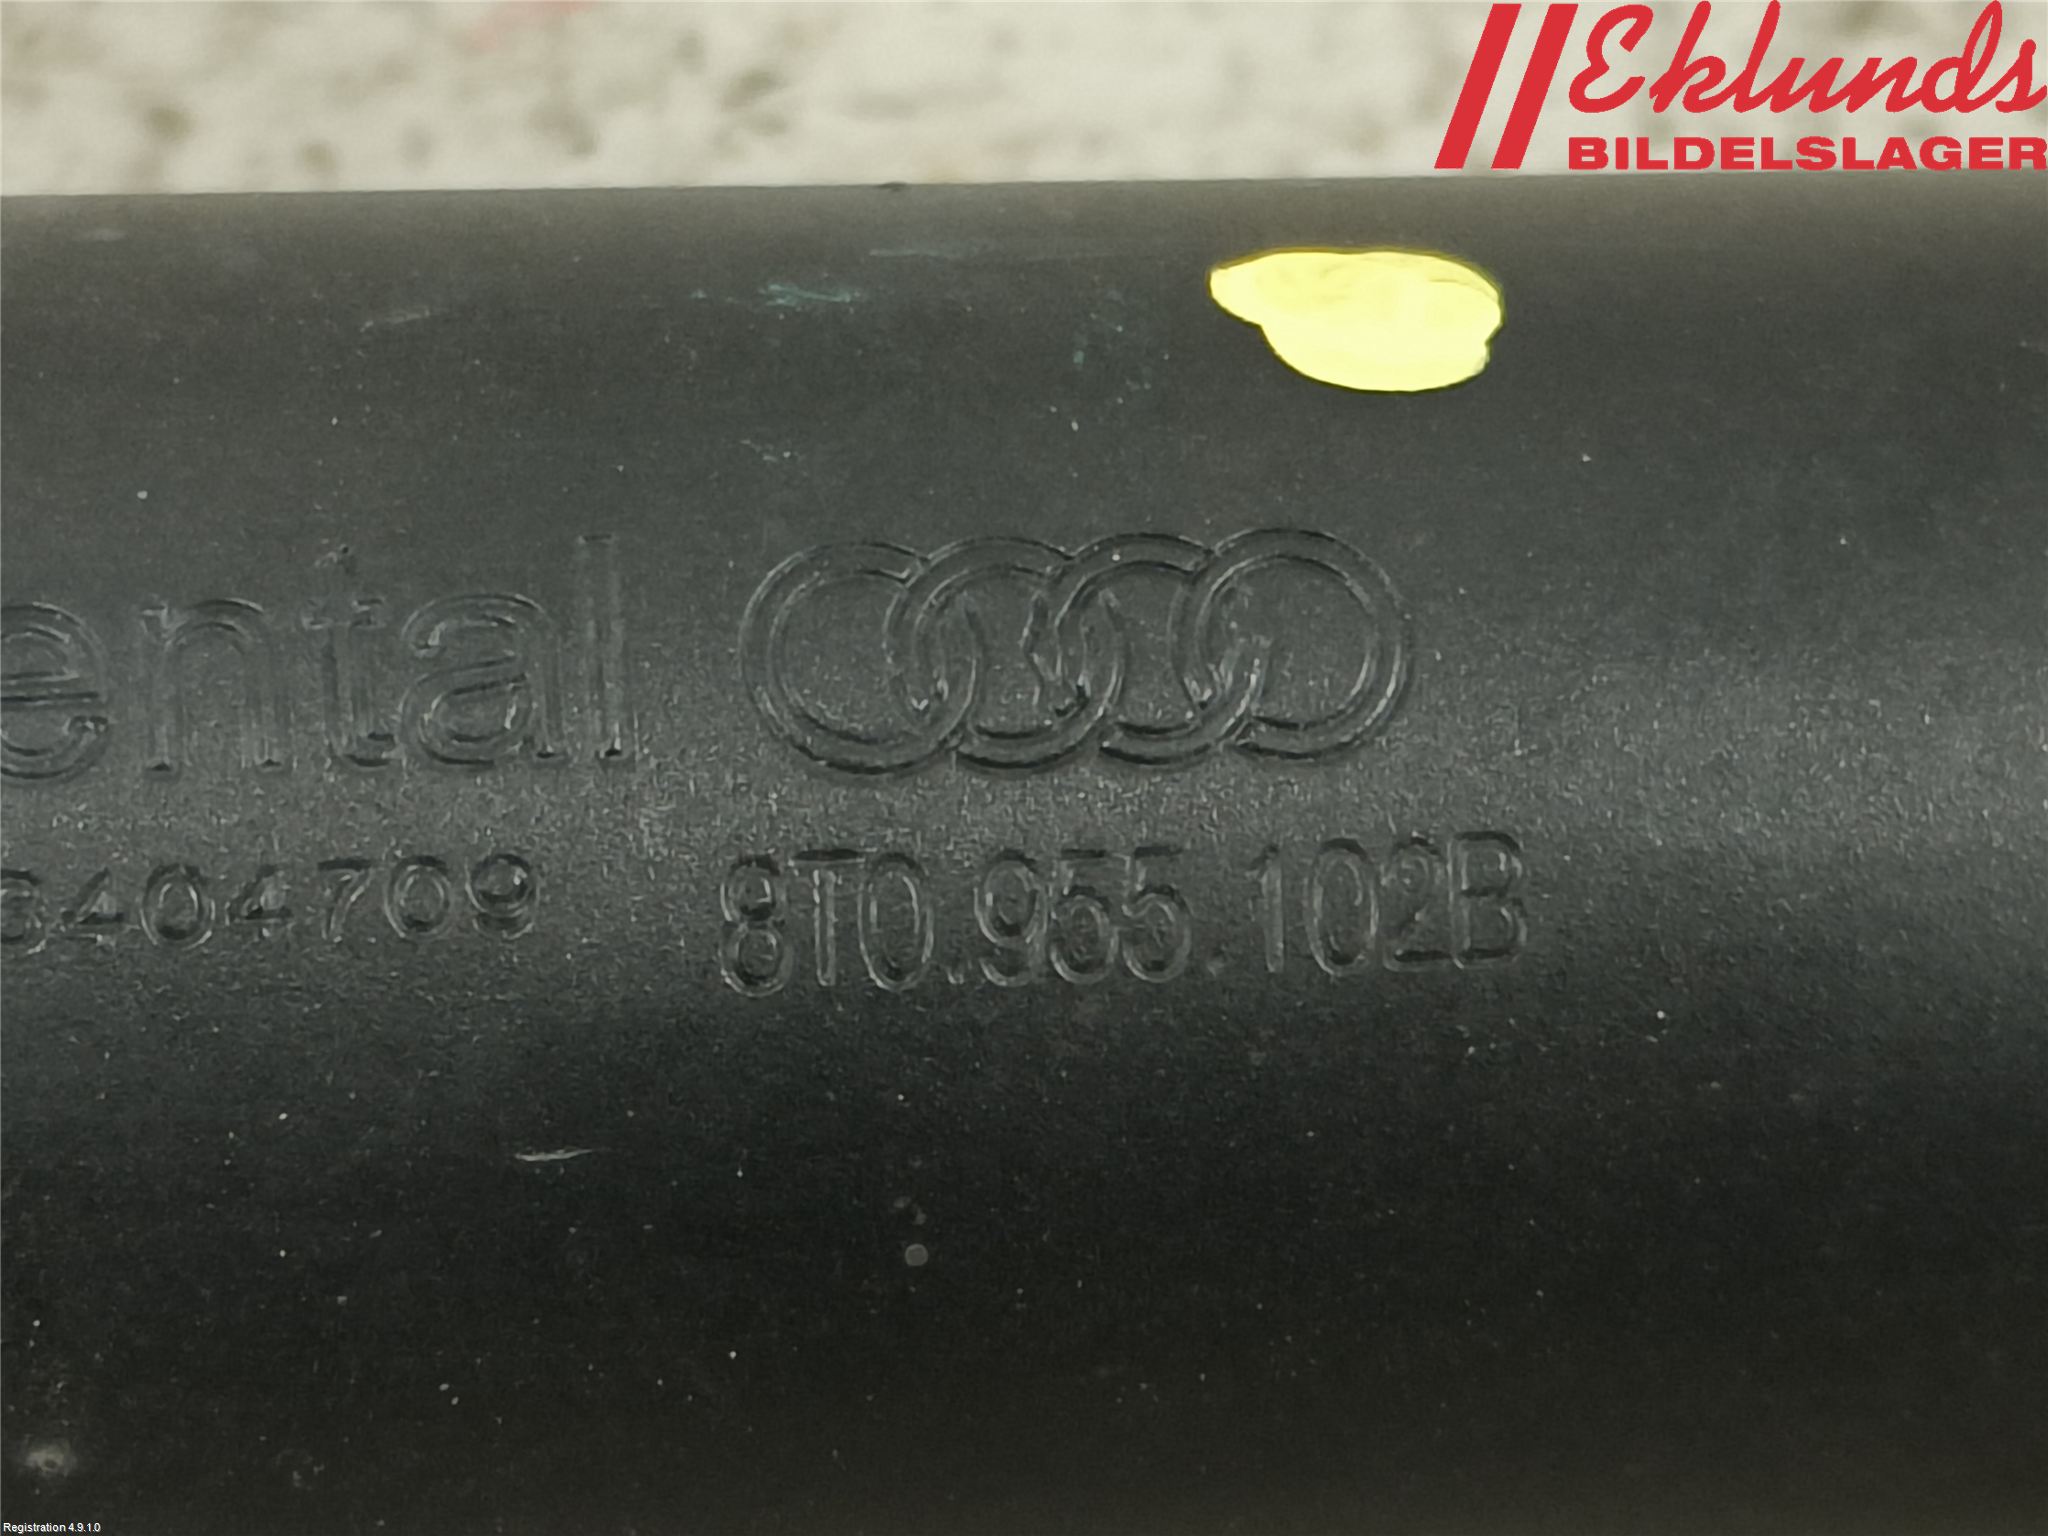 Eklunds
BILDELSLAGER
ental
3404709 8T0.955.102B
Registration 4.9.1.0